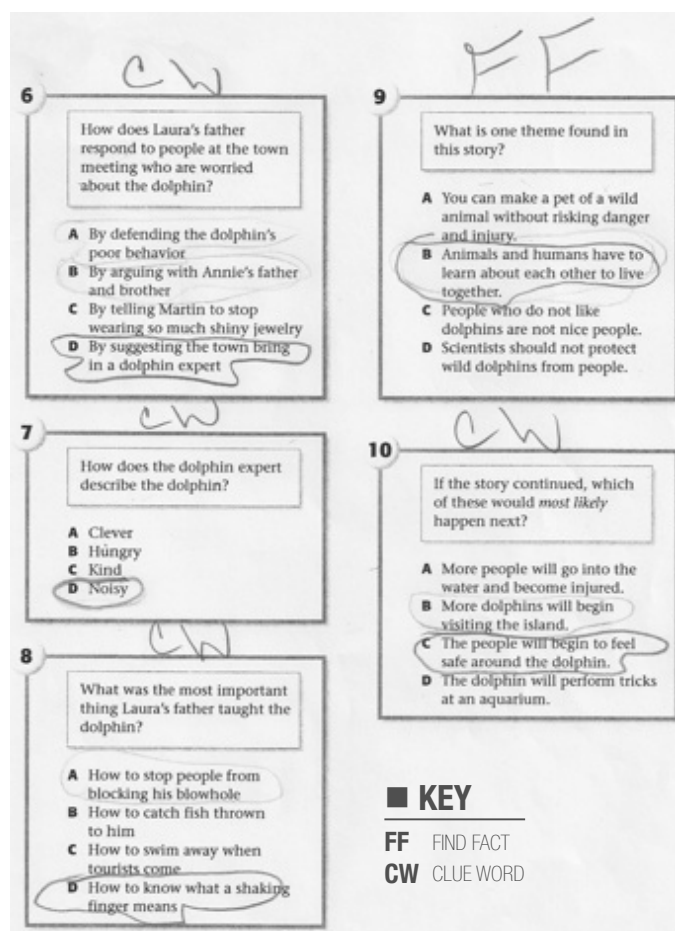 CW
6
How does Laura's father
respond to people at the town
meeting who are worried
about the dolphin?
A By defending the dolphin's
poor behavior
B By arguing with Annie's father
and brother
C By telling Martin to stop
wearing so much shiny jewelry
D By suggesting the town bring
in a dolphin expert
CW
7
How does the dolphin expert
describe the dolphin?
A Clever
B Hungry
C Kind
D Noisy
CW
8
What was the most important
thing Laura's father taught the
dolphin?
A How to stop people from
blocking his blowhole
B How to catch fish thrown
to him
C How to swim away when
tourists come
D How to know what a shaking
finger means
FF
9
What is one theme found in
this story?
A You can make a pet of a wild
animal without risking danger
and injury.
B Animals and humans have to
learn about each other to live
together.
C People who do not like
dolphins are not nice people.
D Scientists should not protect
wild dolphins from people.
CW
10
If the story continued, which
of these would most likely
happen next?
A More people will go into the
water and become injured.
B More dolphins will begin
visiting the island.
C The people will begin to feel
safe around the dolphin.
D The dolphin will perform tricks
at an aquarium.
■ KEY
FF FIND FACT
CW CLUE WORD